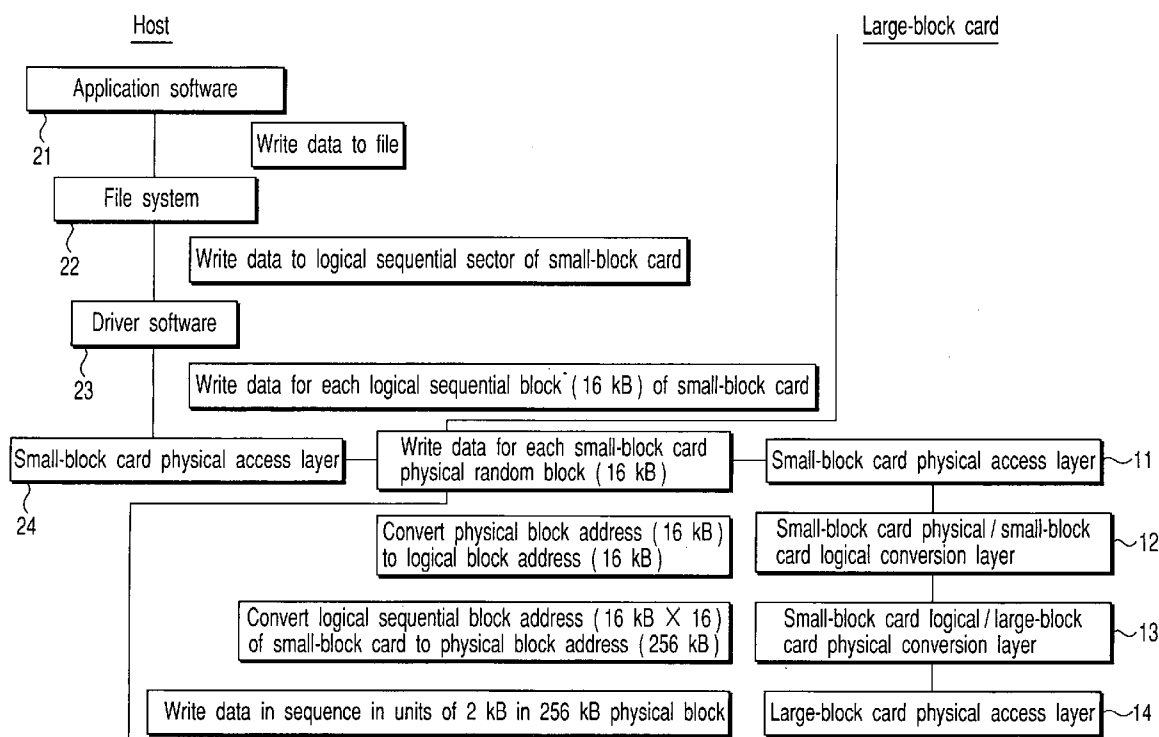 Host
Large-block card
Application software
21
Write data to file
File system
22
Write data to logical sequential sector of small-block card
Driver software
23
Write data for each logical sequential block (16 kB) of small-block card
Small-block card physical access layer
24
Write data for each small-block card
physical random block (16 kB)
Small-block card physical access layer
11
Convert physical block address (16 kB)
to logical block address (16 kB)
Small-block card physical / small-block
card logical conversion layer
12
Convert logical sequential block address (16 kB X 16)
of small-block card to physical block address (256 kB)
Small-block card logical / large-block
card physical conversion layer
13
Write data in sequence in units of 2 kB in 256 kB physical block
Large-block card physical access layer
14